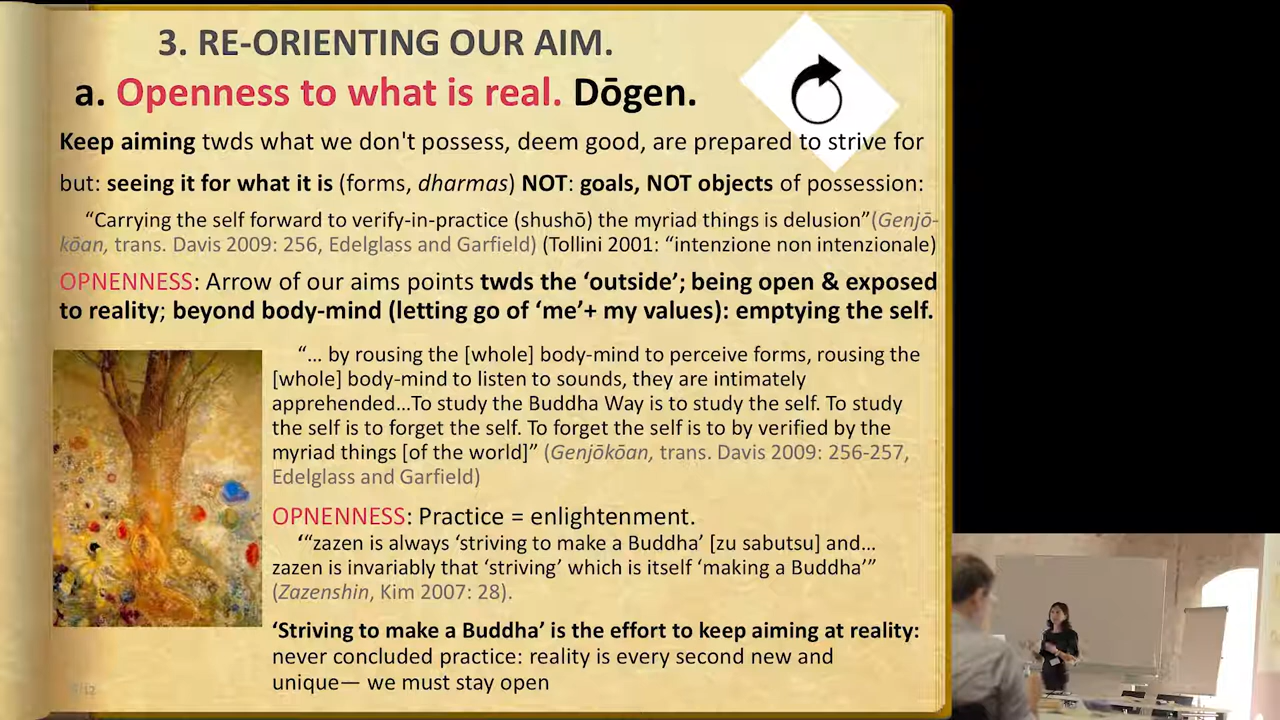 3. RE-ORIENTING OUR AIM.
a. Openness to what is real. Dōgen.
Keep aiming twds what we don't possess, deem good, are prepared to strive for
but: seeing it for what it is (forms, dharmas) NOT: goals, NOT objects of possession:
“Carrying the self forward to verify-in-practice (shushō) the myriad things is delusion”(Genjō-
kōan, trans. Davis 2009: 256, Edelglass and Garfield) (Tollini 2001: “intenzione non intenzionale)
OPNENNESS: Arrow of our aims points twds the ‘outside’; being open & exposed
to reality; beyond body-mind (letting go of ‘me’+ my values): emptying the self.
“… by rousing the [whole] body-mind to perceive forms, rousing the
[whole] body-mind to listen to sounds, they are intimately
apprehended…To study the Buddha Way is to study the self. To study
the self is to forget the self. To forget the self is to by verified by the
myriad things [of the world]” (Genjōkōan, trans. Davis 2009: 256-257,
Edelglass and Garfield)
OPNENNESS: Practice = enlightenment.
‘“zazen is always ‘striving to make a Buddha’ [zu sabutsu] and…
zazen is invariably that ‘striving’ which is itself ‘making a Buddha’”
(Zazenshin, Kim 2007: 28).
‘Striving to make a Buddha’ is the effort to keep aiming at reality:
never concluded practice: reality is every second new and
unique— we must stay open